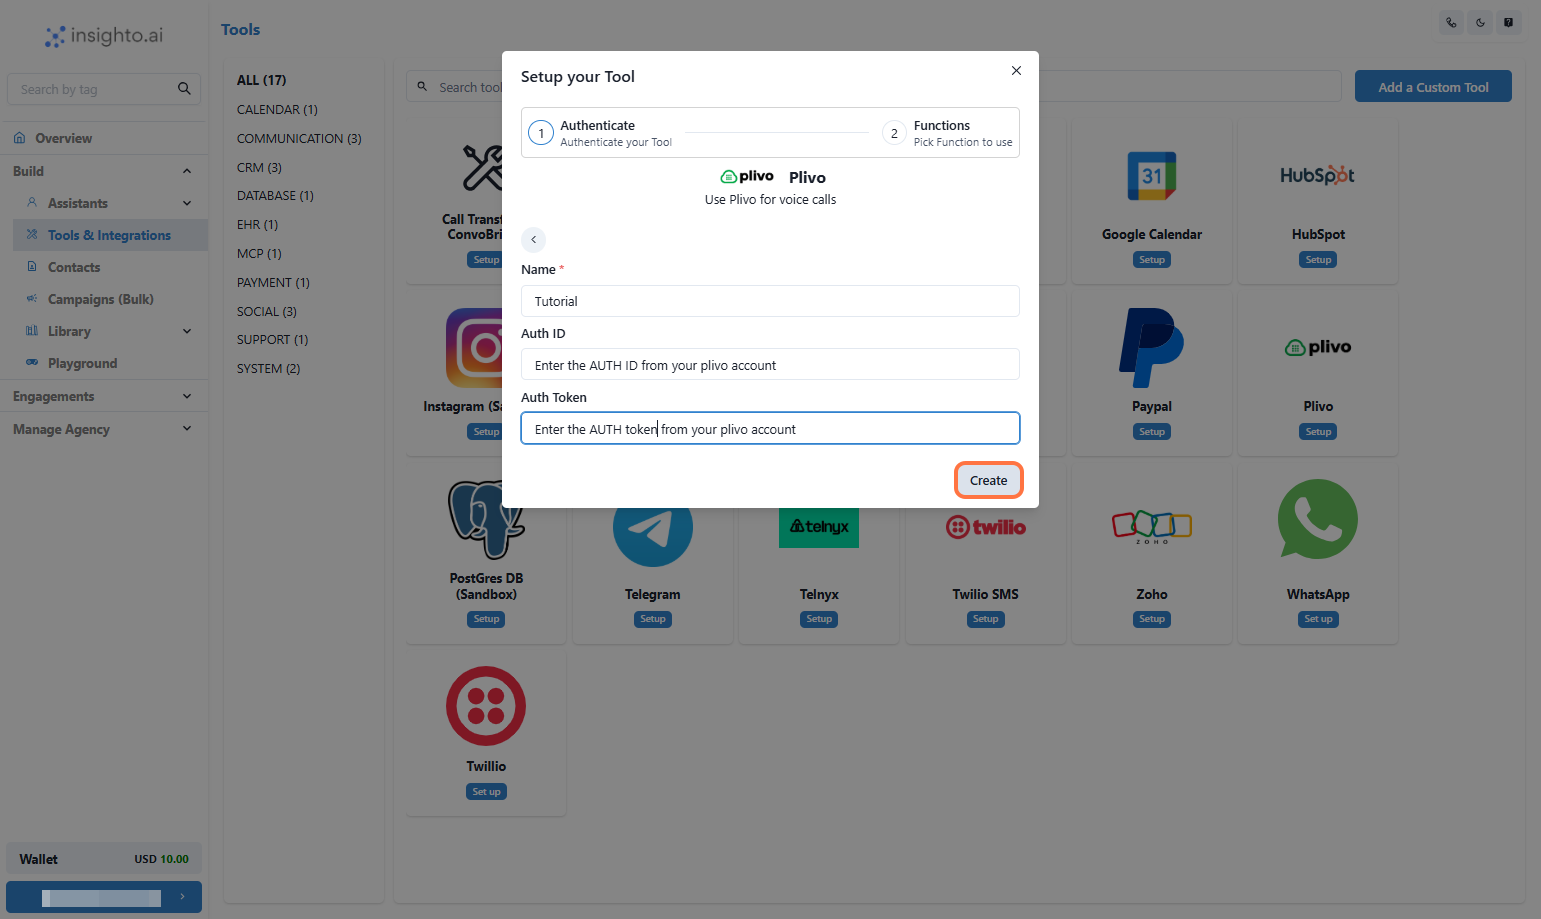 insighto.ai
Search by tag
Overview
Build
Assistants
Tools & Integrations
Contacts
Campaigns (Bulk)
Library
Playground
Engagements
Manage Agency
Wallet
USD 10.00
Tools
ALL (17)
CALENDAR (1)
COMMUNICATION (3)
CRM (3)
DATABASE (1)
EHR (1)
MCP (1)
PAYMENT (1)
SOCIAL (3)
SUPPORT (1)
SYSTEM (2)
Search tool
Add a Custom Tool
Setup your Tool
1
Authenticate
Authenticate your Tool
2
Functions
Pick Function to use
plivo
Plivo
Use Plivo for voice calls
Name *
Tutorial
Auth ID
Enter the AUTH ID from your plivo account
Auth Token
Enter the AUTH token from your plivo account
Create
Call Transf
ConvoBri
Setup
31
Google Calendar
Setup
HubSpot
HubSpot
Setup
Instagram (Sa
Setup
Paypal
Setup
plivo
Plivo
Setup
PostGres DB
(Sandbox)
Setup
Telegram
Setup
telnyx
Telnyx
Setup
twilio
Twilio SMS
Setup
ZOHO
Zoho
Setup
WhatsApp
Set up
Twillio
Set up